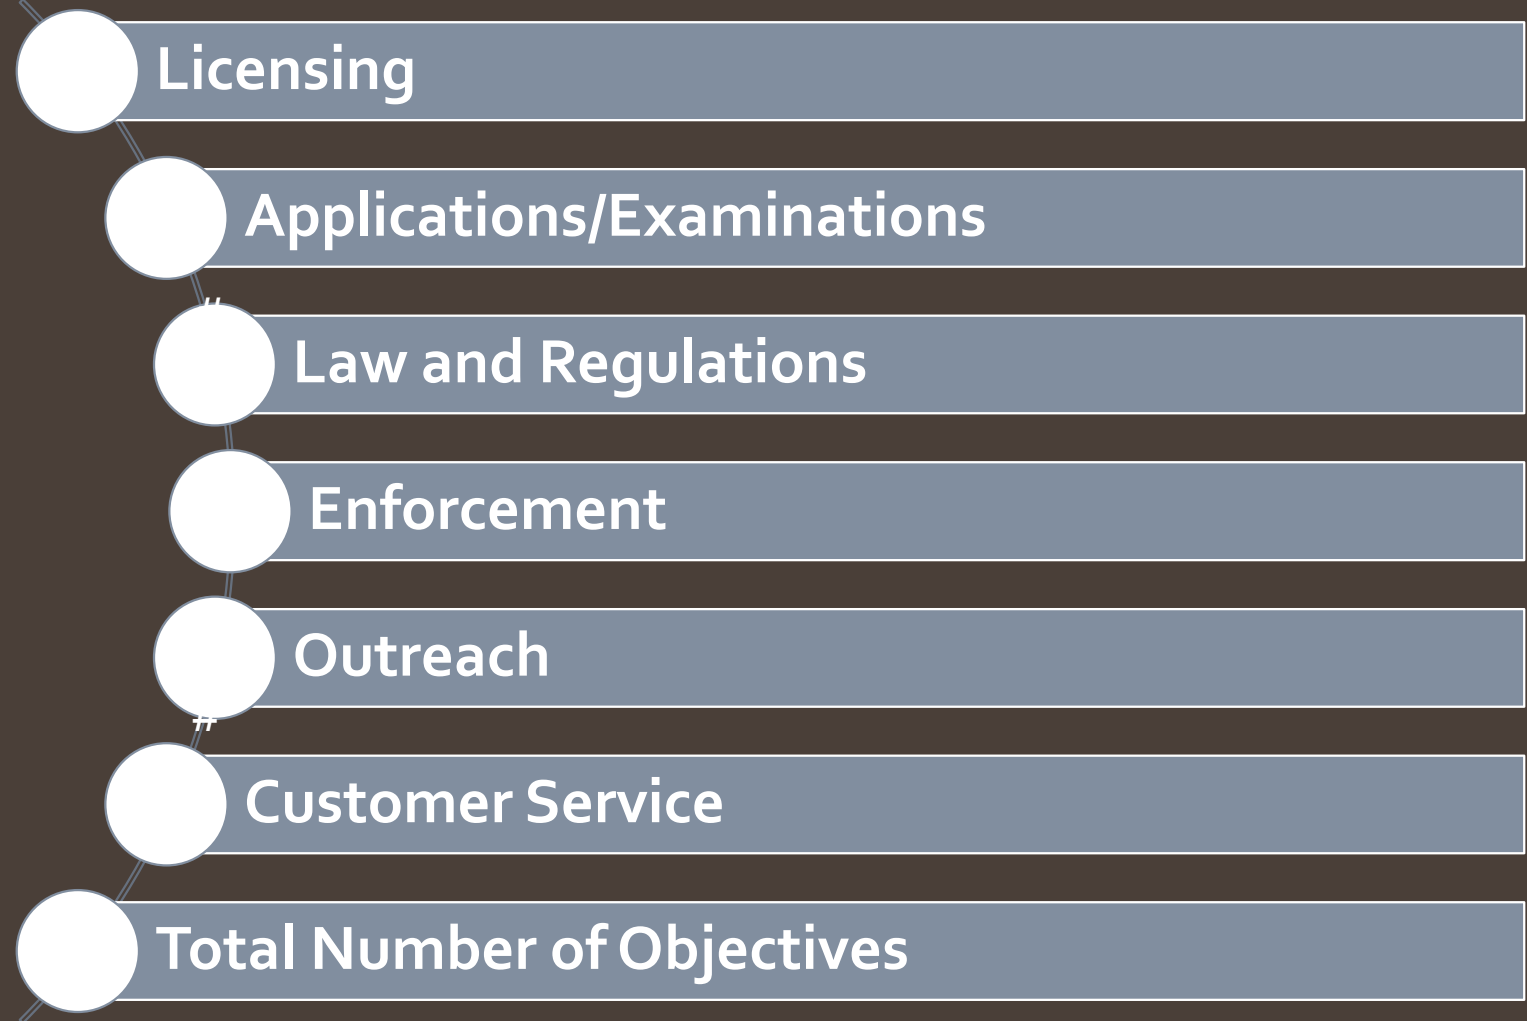 Licensing
Applications/Examinations
Law and Regulations
Enforcement
Outreach
#
Customer Service
Total Number of Objectives